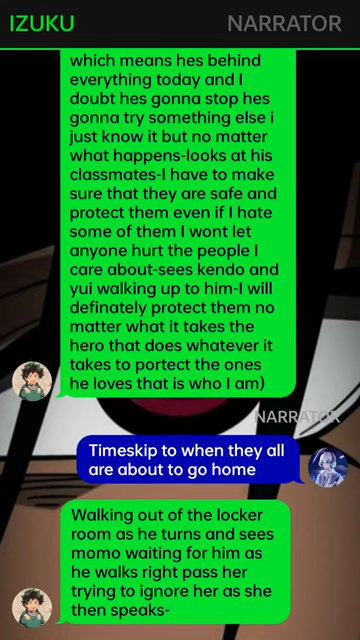 IZUKU NARRATOR
which means hes behind
everything today and I
doubt hes gonna stop hes
gonna try something else i
just know it but no matter
what happens-looks at his
classmates-I have to make
sure that they are safe and
protect them even if I hate
some of them I wont let
anyone hurt the people I
care about-sees kendo and
yui walking up to him-I will
definately protect them no
matter what it takes the
hero that does whatever it
takes to portect the ones
he loves that is who I am)
NARRATOR
Timeskip to when they all
are about to go home
Walking out of the locker
room as he turns and sees
momo waiting for him as
he walks right pass her
trying to ignore her as she
then speaks-